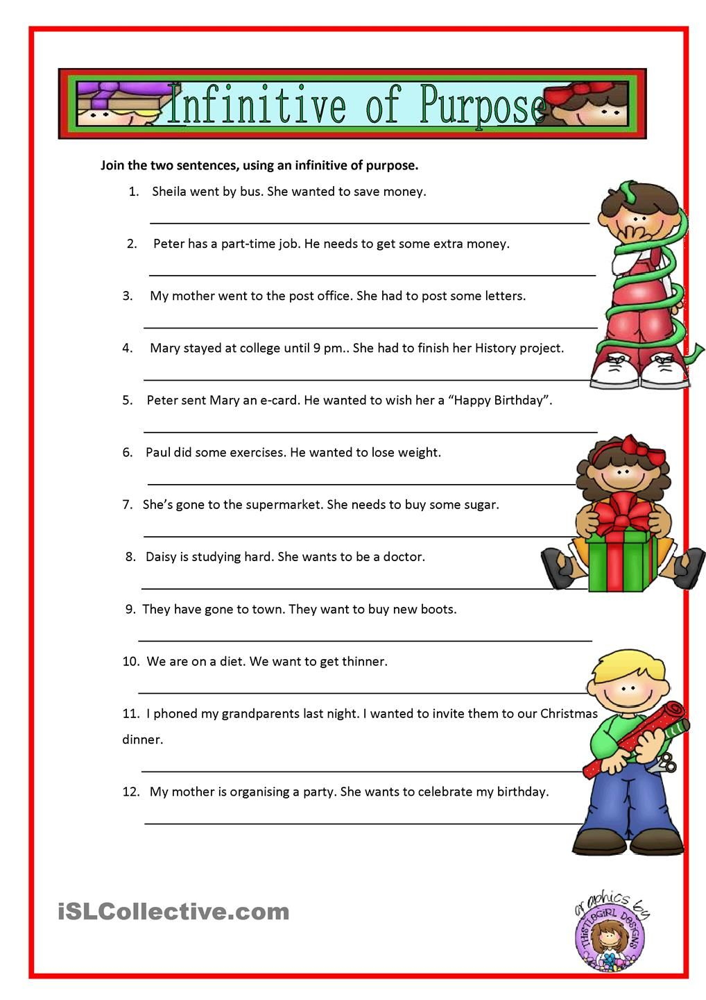 Infinitive of Purpose
Join the two sentences, using an infinitive of purpose.
1. Sheila went by bus. She wanted to save money.
2. Peter has a part-time job. He needs to get some extra money.
3. My mother went to the post office. She had to post some letters.
4. Mary stayed at college until 9 pm.. She had to finish her History project.
5. Peter sent Mary an e-card. He wanted to wish her a “Happy Birthday”.
6. Paul did some exercises. He wanted to lose weight.
7. She’s gone to the supermarket. She needs to buy some sugar.
8. Daisy is studying hard. She wants to be a doctor.
9. They have gone to town. They want to buy new boots.
10. We are on a diet. We want to get thinner.
11. I phoned my grandparents last night. I wanted to invite them to our Christmas
dinner.
12. My mother is organising a party. She wants to celebrate my birthday.
iSLCollective.com
graphics by
THISTLEGIRL DESIGNS